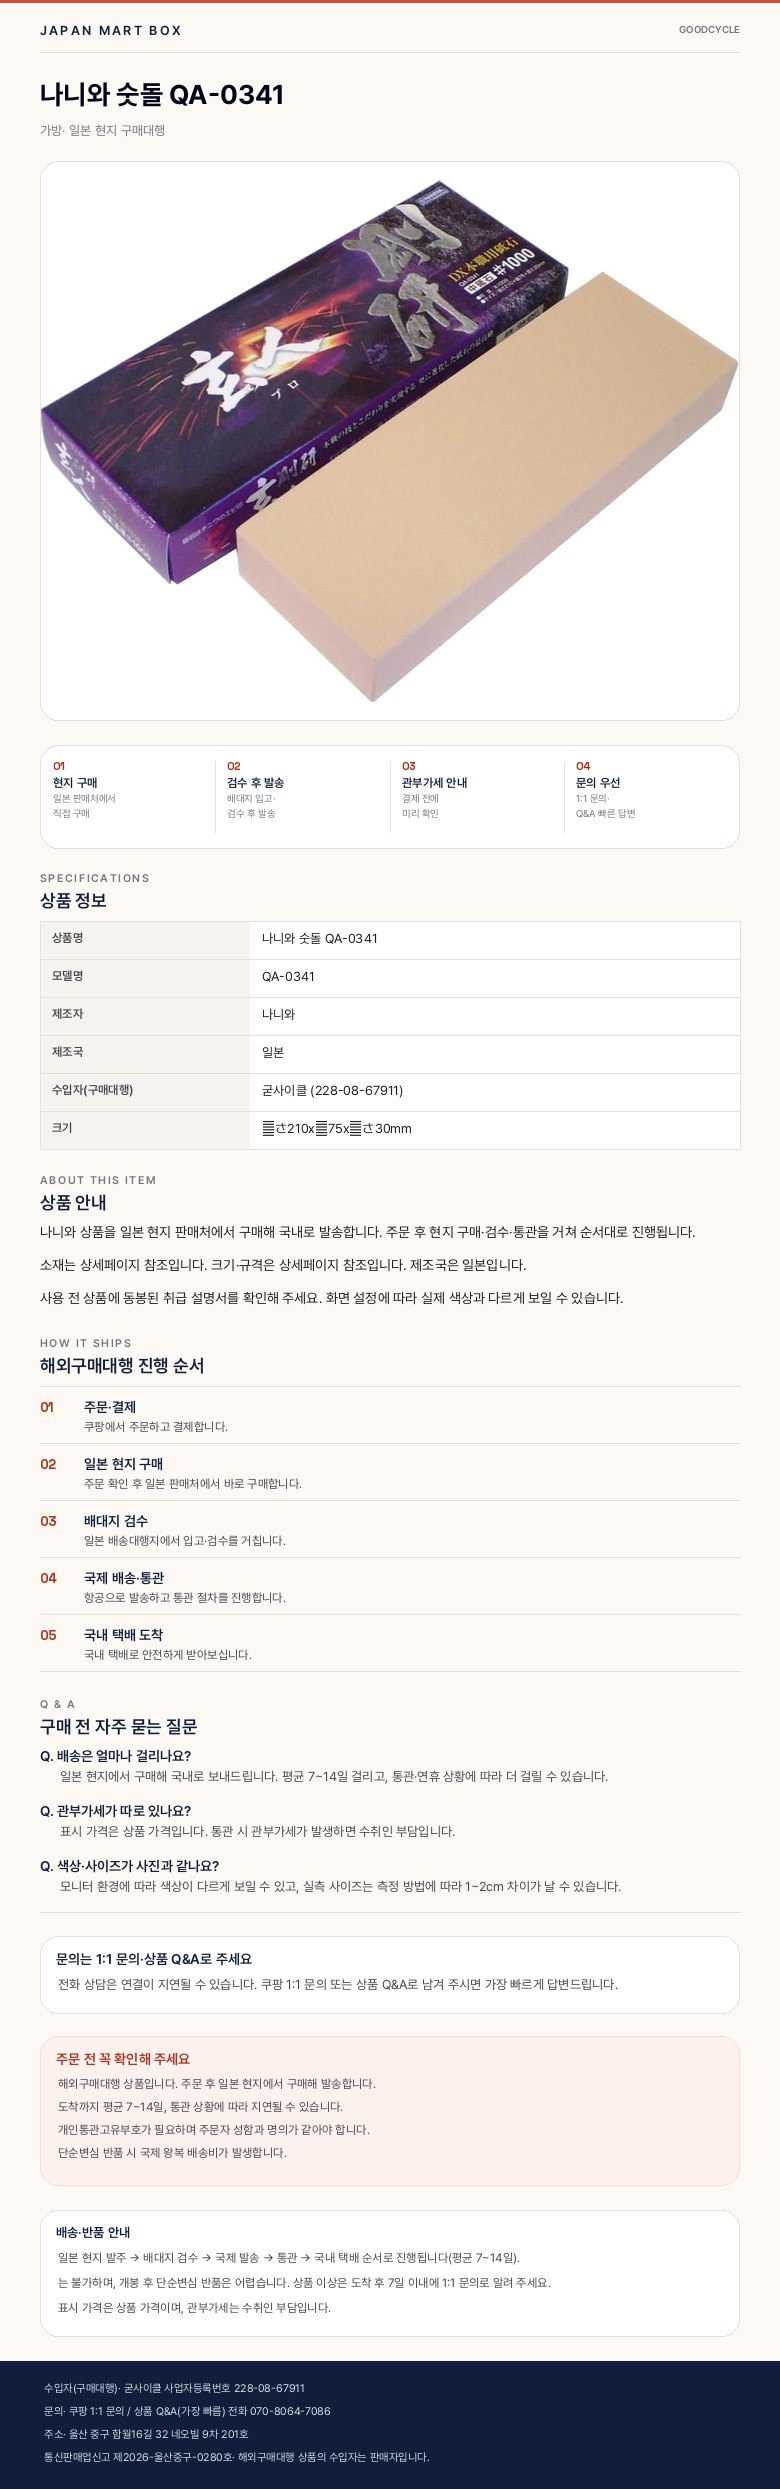 JAPAN MART BOX
GOODCYCLE
나니와 숫돌 QA-0341
가방· 일본 현지 구매대행
剛研
DX本職用砥石
QA-0341
中砥石 #1000
玄人
プロ
玄人 剛研
#1000
01
현지 구매
일본 판매처에서
직접 구매
02
검수 후 발송
배대지 입고·
검수 후 발송
03
관부가세 안내
결제 전에
미리 확인
04
문의 우선
1:1 문의·
Q&A 빠른 답변
SPECIFICATIONS
상품 정보
상품명 나니와 숫돌 QA-0341
모델명 QA-0341
제조자 나니와
제조국 일본
수입자(구매대행) 굳사이클 (228-08-67911)
크기 さ210x75xさ30mm
ABOUT THIS ITEM
상품 안내
나니와 상품을 일본 현지 판매처에서 구매해 국내로 발송합니다. 주문 후 현지 구매·검수·통관을 거쳐 순서대로 진행됩니다.
소재는 상세페이지 참조입니다. 크기·규격은 상세페이지 참조입니다. 제조국은 일본입니다.
사용 전 상품에 동봉된 취급 설명서를 확인해 주세요. 화면 설정에 따라 실제 색상과 다르게 보일 수 있습니다.
HOW IT SHIPS
해외구매대행 진행 순서
01 주문·결제
쿠팡에서 주문하고 결제합니다.
02 일본 현지 구매
주문 확인 후 일본 판매처에서 바로 구매합니다.
03 배대지 검수
일본 배송대행지에서 입고·검수를 거칩니다.
04 국제 배송·통관
항공으로 발송하고 통관 절차를 진행합니다.
05 국내 택배 도착
국내 택배로 안전하게 받아보십니다.
Q & A
구매 전 자주 묻는 질문
Q. 배송은 얼마나 걸리나요?
일본 현지에서 구매해 국내로 보내드립니다. 평균 7~14일 걸리고, 통관·연휴 상황에 따라 더 걸릴 수 있습니다.
Q. 관부가세가 따로 있나요?
표시 가격은 상품 가격입니다. 통관 시 관부가세가 발생하면 수취인 부담입니다.
Q. 색상·사이즈가 사진과 같나요?
모니터 환경에 따라 색상이 다르게 보일 수 있고, 실측 사이즈는 측정 방법에 따라 1~2cm 차이가 날 수 있습니다.
문의는 1:1 문의·상품 Q&A로 주세요
전화 상담은 연결이 지연될 수 있습니다. 쿠팡 1:1 문의 또는 상품 Q&A로 남겨 주시면 가장 빠르게 답변드립니다.
주문 전 꼭 확인해 주세요
해외구매대행 상품입니다. 주문 후 일본 현지에서 구매해 발송합니다.
도착까지 평균 7~14일, 통관 상황에 따라 지연될 수 있습니다.
개인통관고유부호가 필요하며 주문자 성함과 명의가 같아야 합니다.
단순변심 반품 시 국제 왕복 배송비가 발생합니다.
배송·반품 안내
일본 현지 발주 → 배대지 검수 → 국제 발송 → 통관 → 국내 택배 순서로 진행됩니다(평균 7~14일).
는 불가하며, 개봉 후 단순변심 반품은 어렵습니다. 상품 이상은 도착 후 7일 이내에 1:1 문의로 알려 주세요.
표시 가격은 상품 가격이며, 관부가세는 수취인 부담입니다.
수입자(구매대행)· 굳사이클 사업자등록번호 228-08-67911
문의· 쿠팡 1:1 문의 / 상품 Q&A(가장 빠름) 전화 070-8064-7086
주소· 울산 중구 함월16길 32 네오빌 9차 201호
통신판매업신고 제2026-울산중구-0280호· 해외구매대행 상품의 수입자는 판매자입니다.